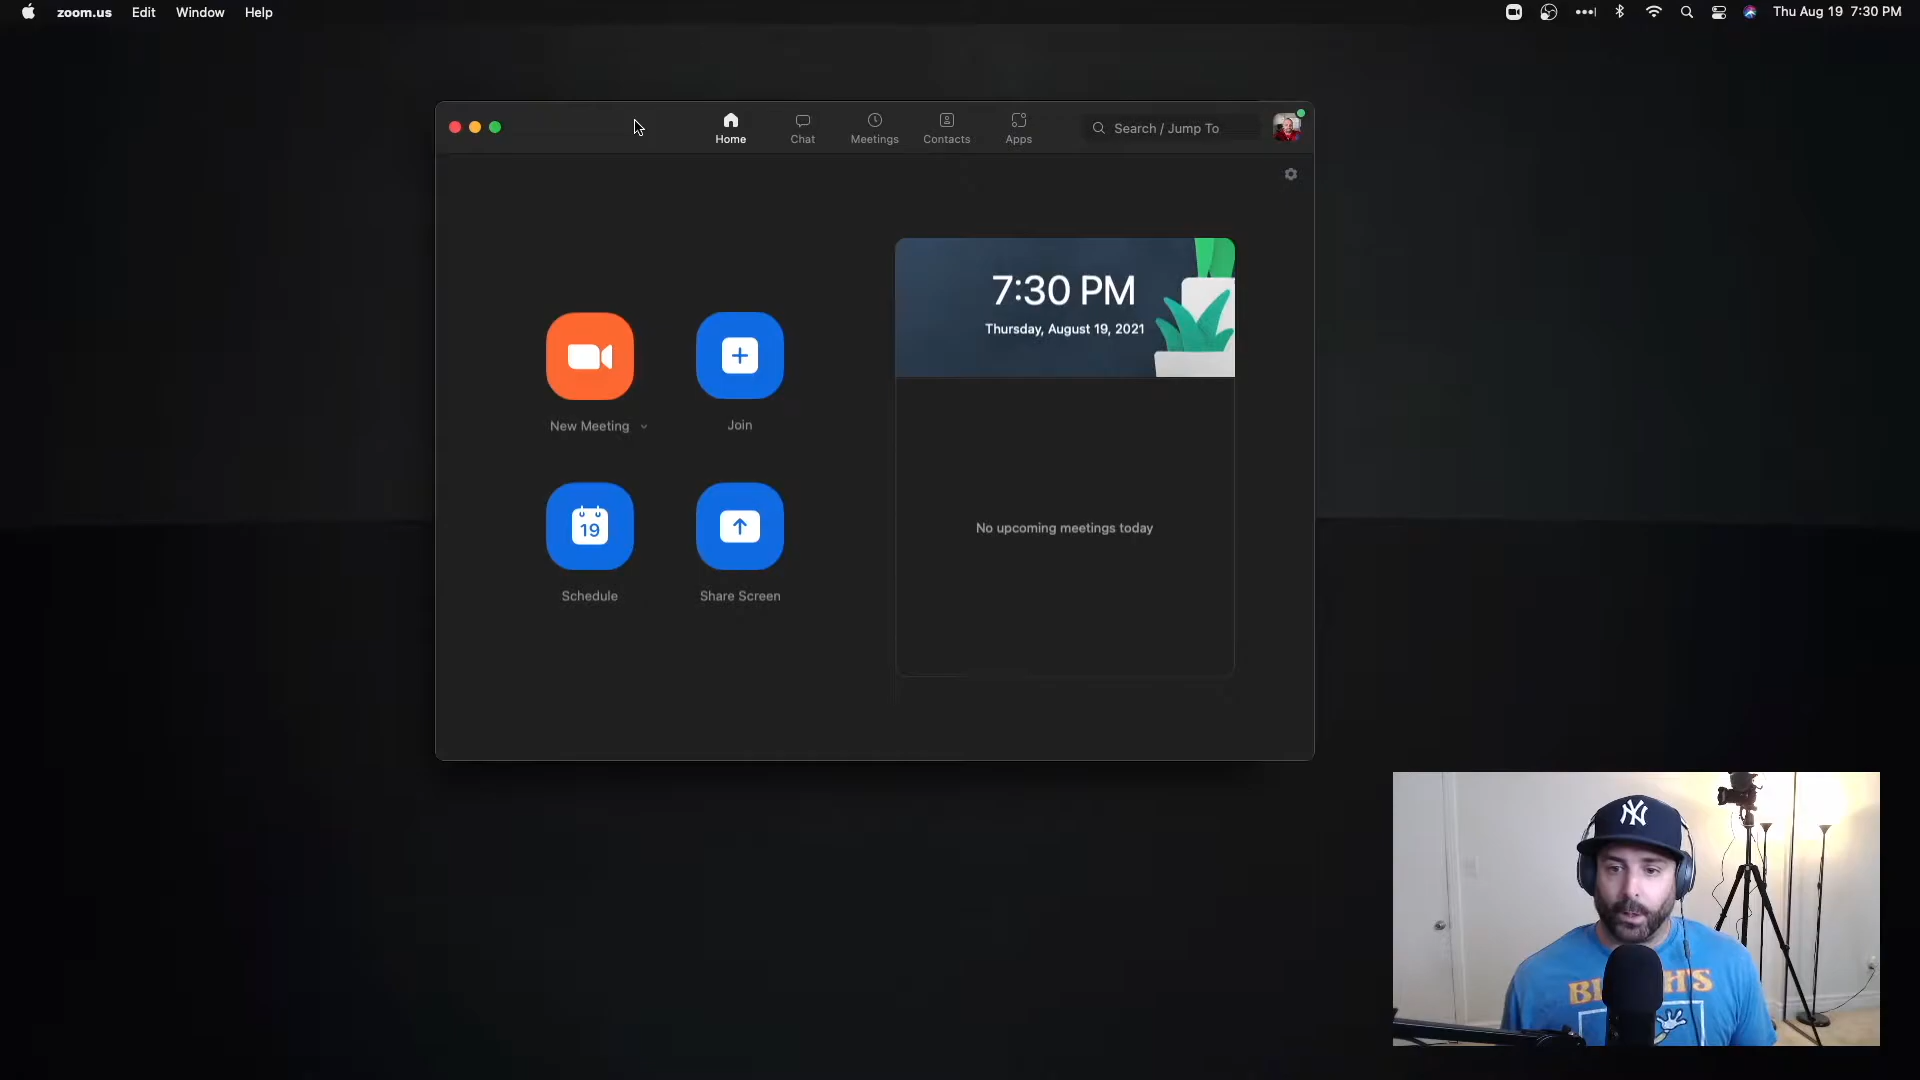 zoom.us Edit Window Help Thu Aug 19 7:30 PM
Home Chat Meetings Contacts Apps Search / Jump To
7:30 PM
Thursday, August 19, 2021
New Meeting Join
19
No upcoming meetings today
Schedule Share Screen
NY